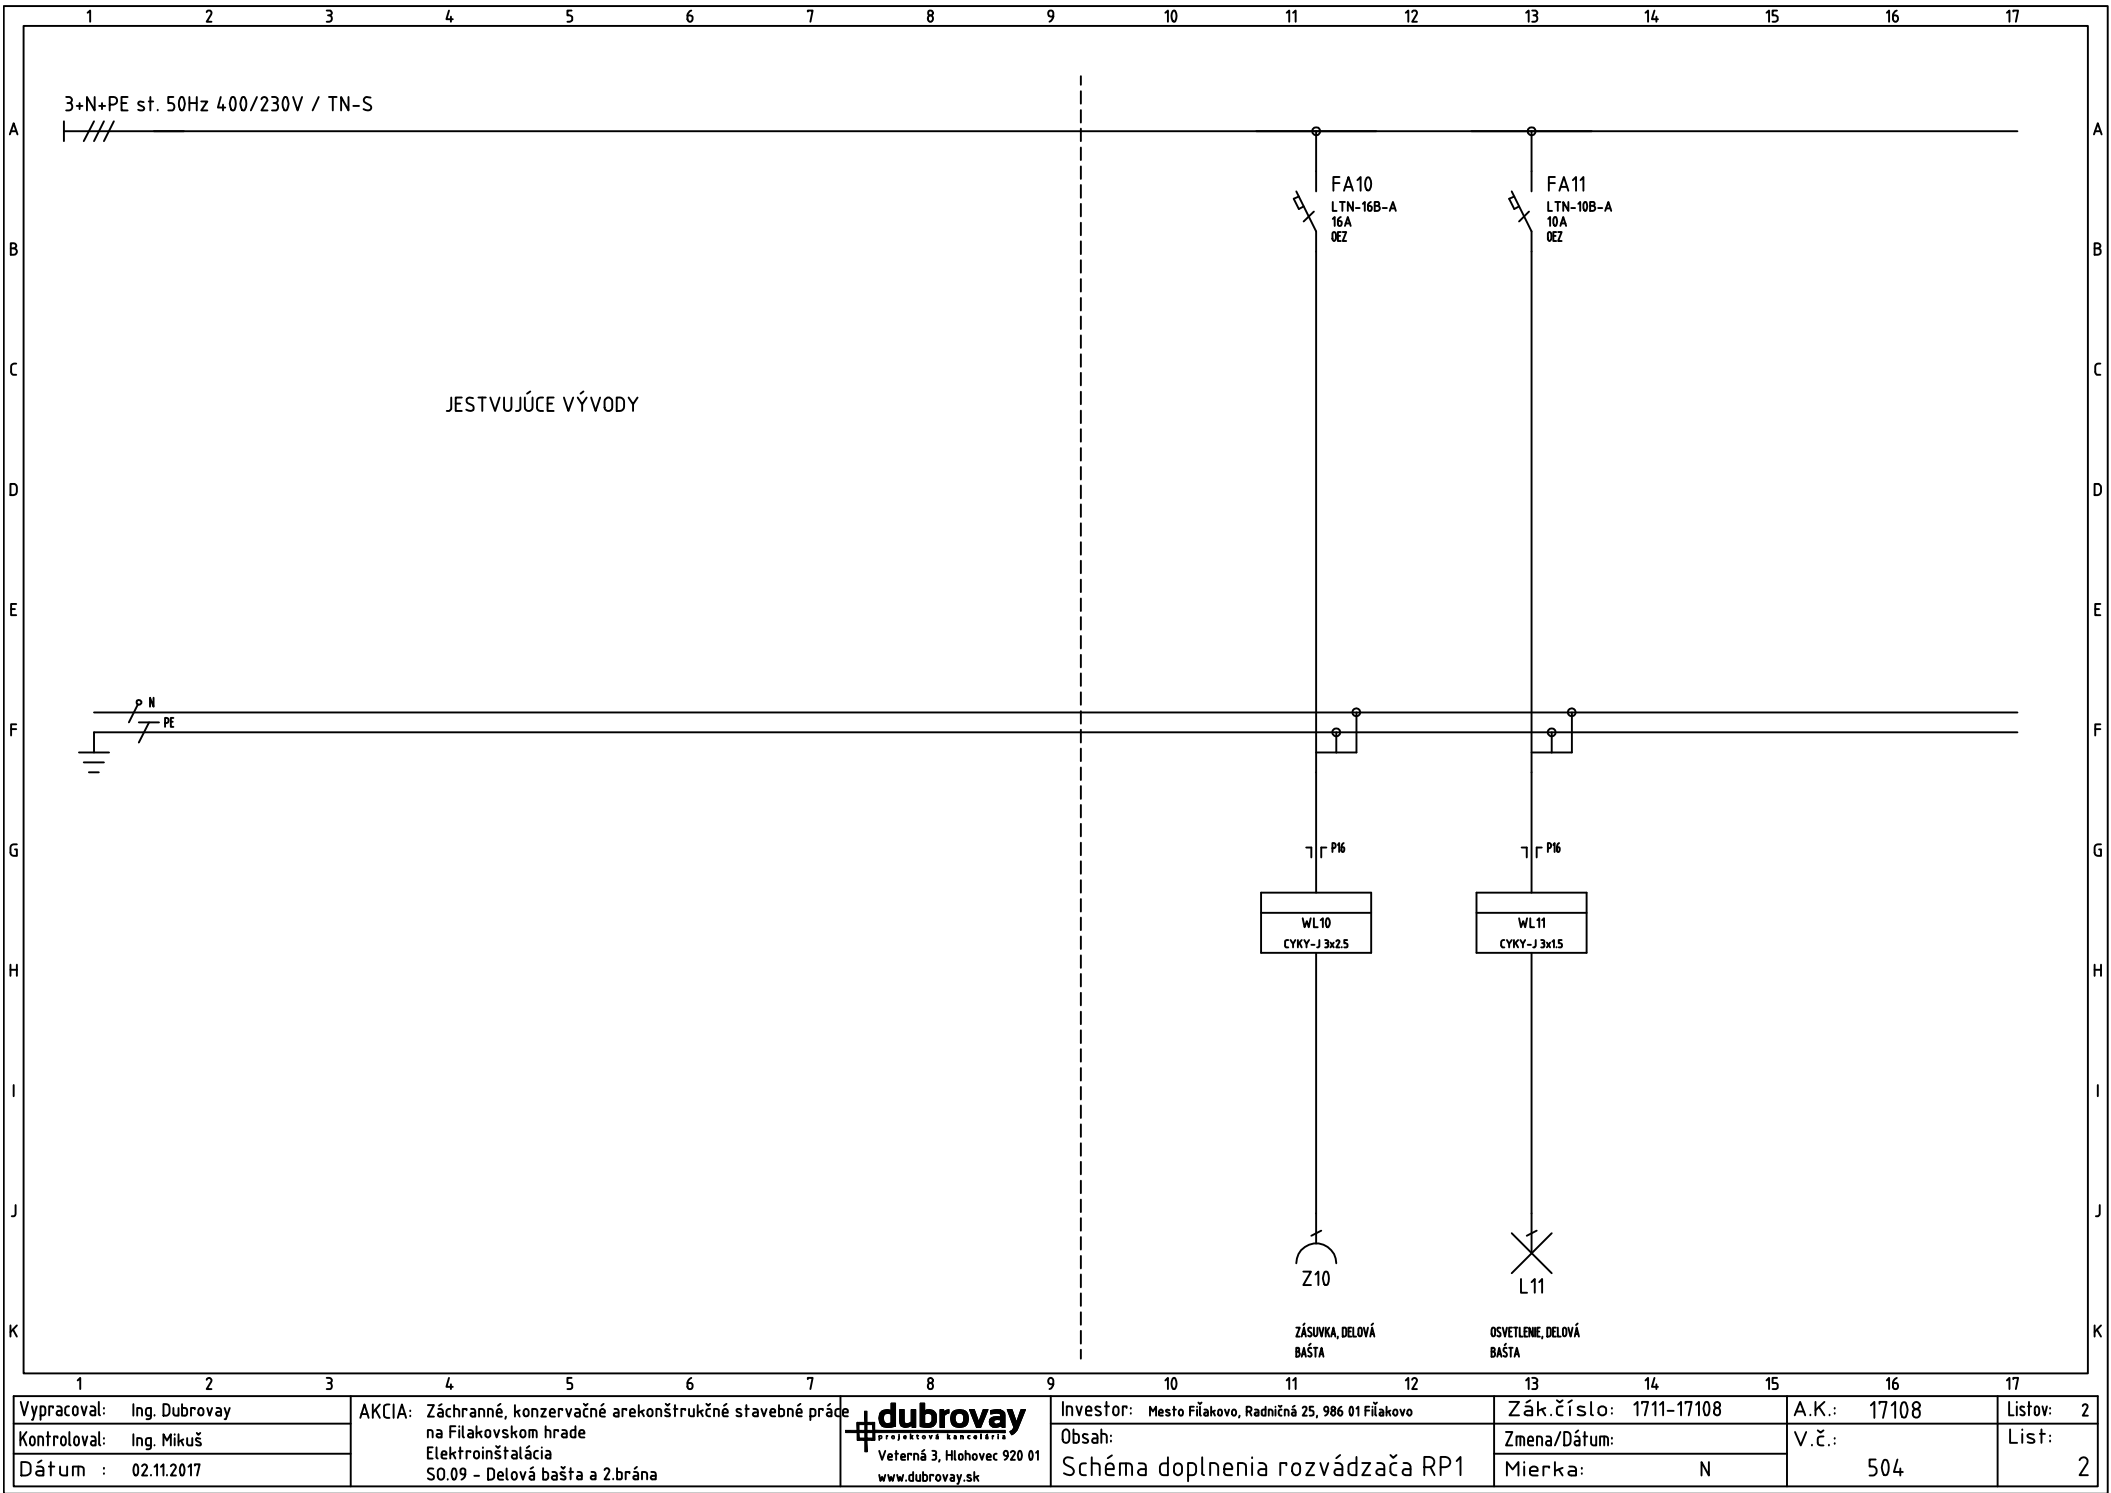 1 2 3 4 5 6 7 8 9 10 11 12 13 14 15 16 17
3+N+PE st. 50Hz 400/230V / TN-S
A A
FA10
LTN-16B-A
16A
OEZ
FA11
LTN-10B-A
10A
OEZ
B B
C C
JESTVUJÚCE VÝVODY
D D
E E
N
PE
F F
G G
P16 P16
WL10
CYKY-J 3x2.5
WL11
CYKY-J 3x1.5
H H
I I
J J
Z10
L11
K K
ZÁSUVKA, DELOVÁ
BAŠTA
OSVETLENIE, DELOVÁ
BAŠTA
1 2 3 4 5 6 7 8 9 10 11 12 13 14 15 16 17
Vypracoval: Ing. Dubrovay
Kontroloval: Ing. Mikuš
Dátum : 02.11.2017
AKCIA: Záchranné, konzervačné arekonštrukčné stavebné práce
na Filakovskom hrade
Elektroinštalácia
SO.09 - Delová bašta a 2.brána
dubrovay
projektová kancelária
Veterná 3, Hlohovec 920 01
www.dubrovay.sk
Investor: Mesto Fiľakovo, Radničná 25, 986 01 Fiľakovo
Obsah:
Schéma doplnenia rozvádzača RP1
Zák.číslo: 1711-17108
Zmena/Dátum:
Mierka: N
A.K.: 17108
V.č.:
504
Listov: 2
List:
2